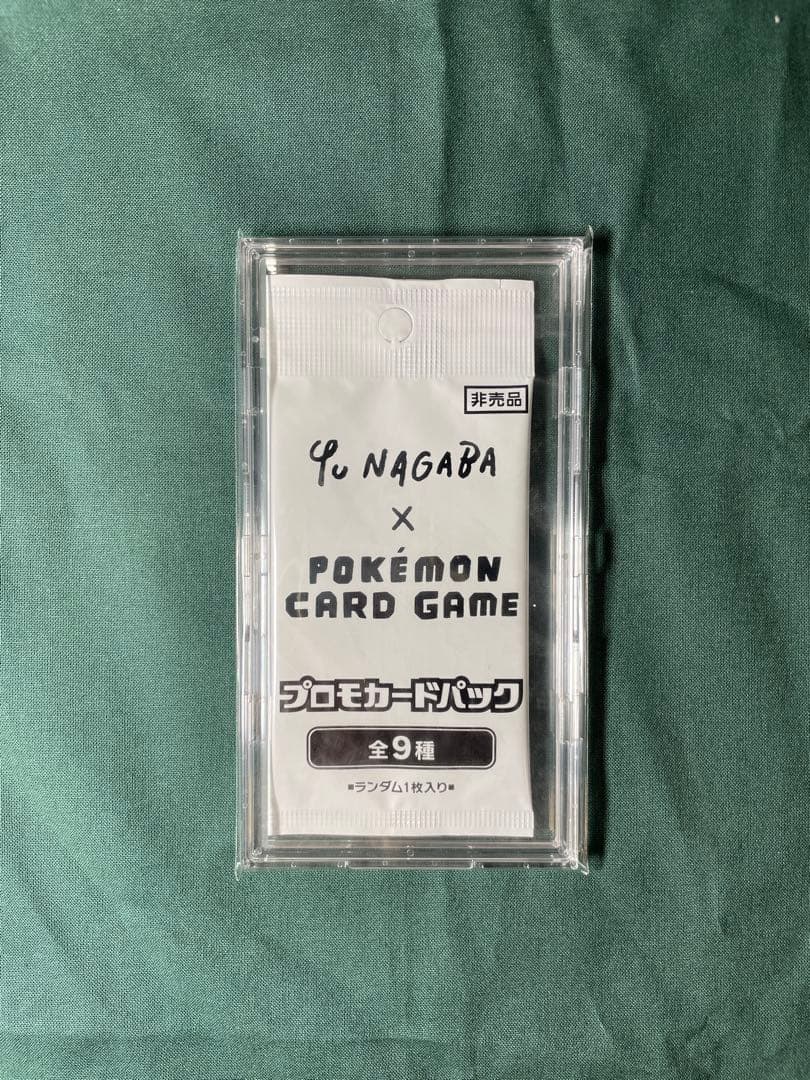 非売品
Yu NAGABA
×
POKÉMON
CARD GAME
プロモカードパック
全9種
■ランダム1枚入り■